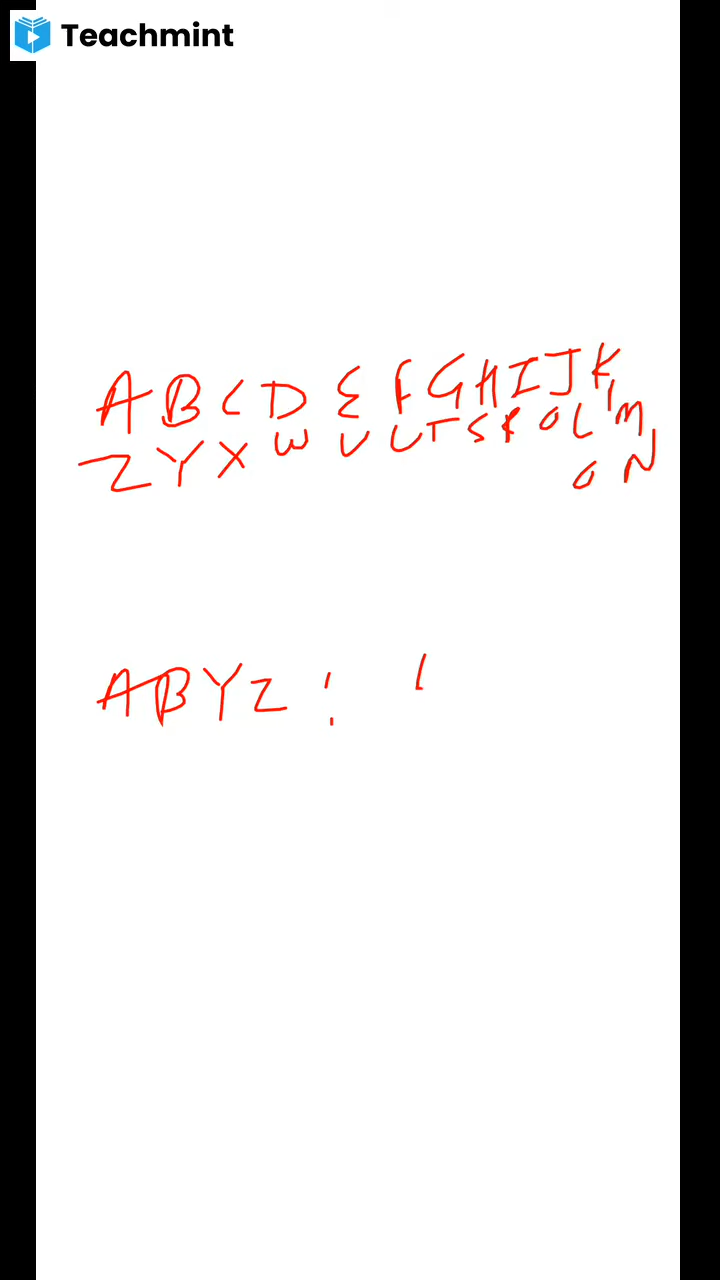 Teachmint
A B C D E F G H I J K
Z Y X W V U T S R O L M
O N
A B Y Z : (